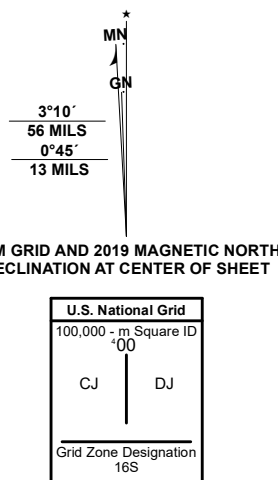 ★
MN
GN
3°10´
56 MILS
0°45´
13 MILS
M GRID AND 2019 MAGNETIC NORTH
ECLINATION AT CENTER OF SHEET
U.S. National Grid
100,000 - m Square ID
⁴00
CJ DJ
Grid Zone Designation
16S